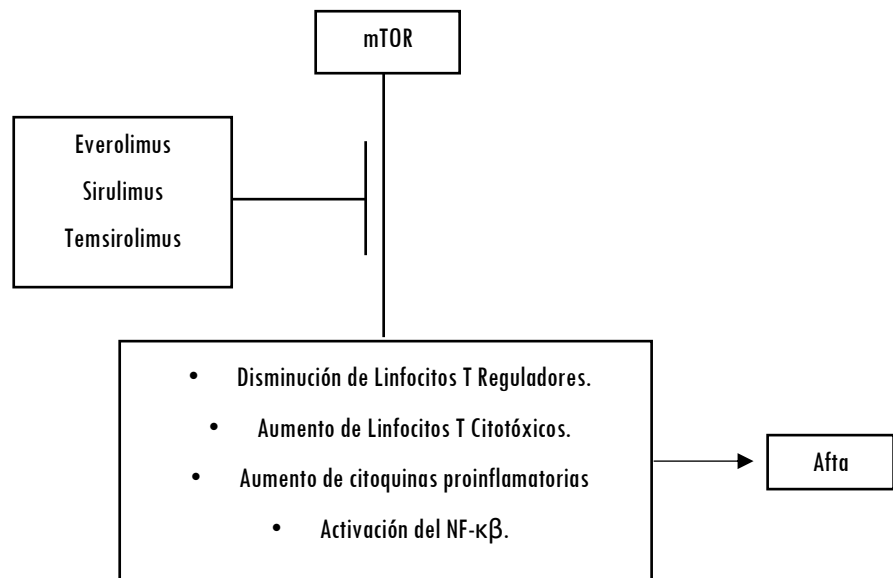 mTOR
Everolimus
Sirulimus
Temsirolimus
• Disminución de Linfocitos T Reguladores.
• Aumento de Linfocitos T Citotóxicos.
• Aumento de citoquinas proinflamatorias
• Activación del NF-κβ.
Afta